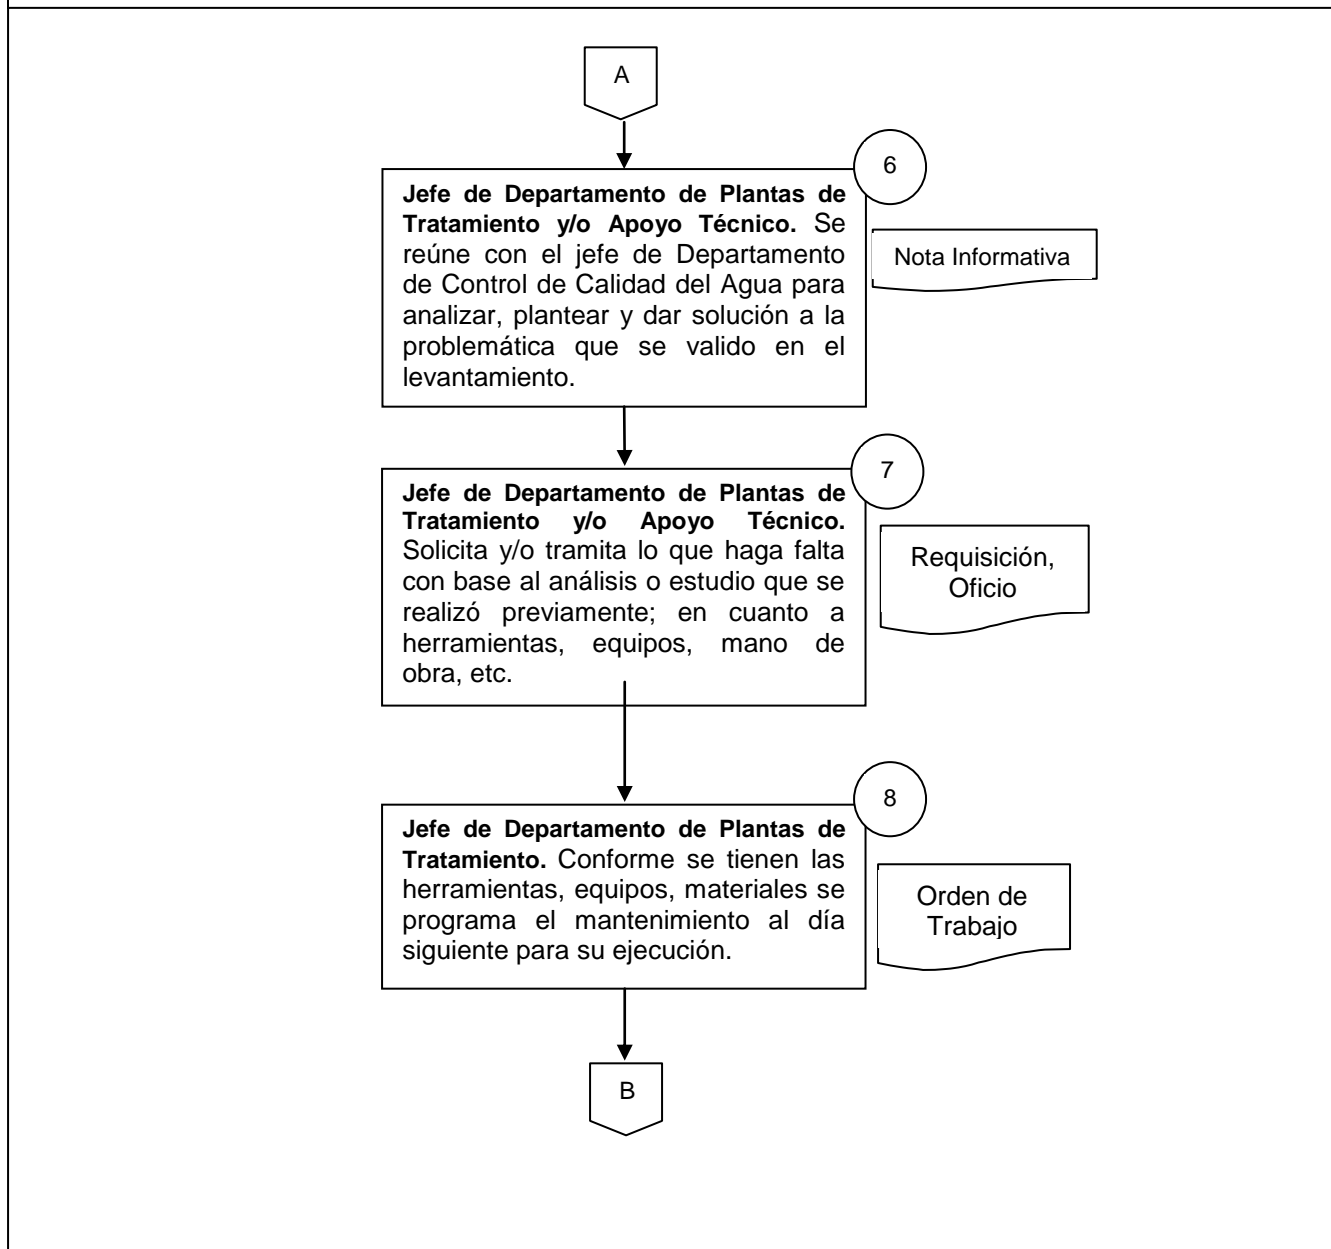 A
6
Jefe de Departamento de Plantas de
Tratamiento y/o Apoyo Técnico. Se
reúne con el jefe de Departamento
de Control de Calidad del Agua para
analizar, plantear y dar solución a la
problemática que se valido en el
levantamiento.
Nota Informativa
7
Jefe de Departamento de Plantas de
Tratamiento y/o Apoyo Técnico.
Solicita y/o tramita lo que haga falta
con base al análisis o estudio que se
realizó previamente; en cuanto a
herramientas, equipos, mano de
obra, etc.
Requisición,
Oficio
8
Jefe de Departamento de Plantas de
Tratamiento. Conforme se tienen las
herramientas, equipos, materiales se
programa el mantenimiento al día
siguiente para su ejecución.
Orden de
Trabajo
B